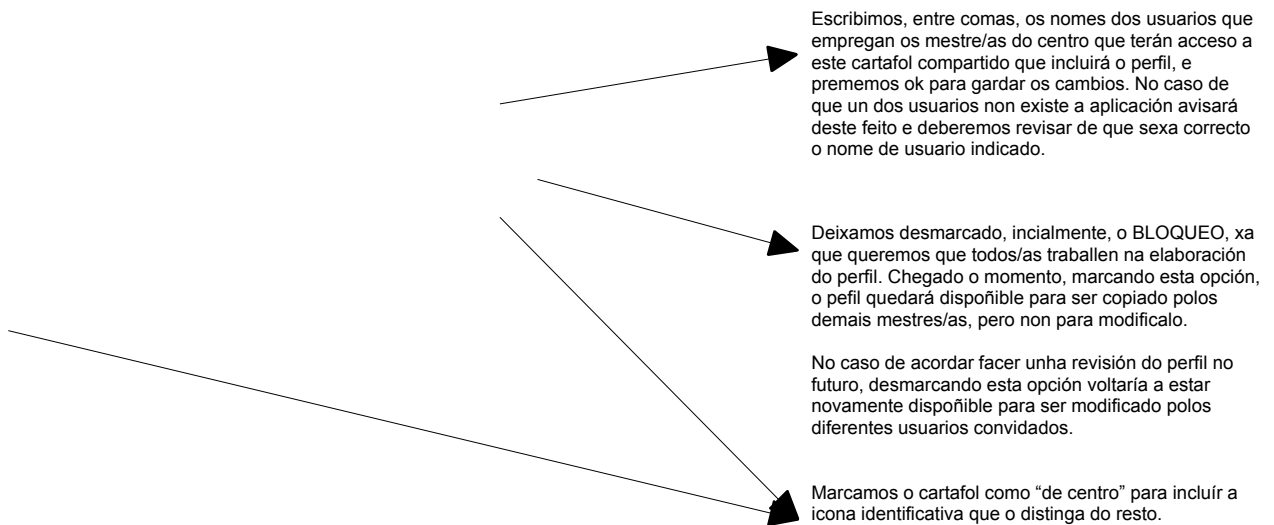 Escribimos, entre comas, os nomes dos usuarios que
empregan os mestre/as do centro que terán acceso a
este cartafol compartido que incluirá o perfil, e
prememos ok para gardar os cambios. No caso de
que un dos usuarios non existe a aplicación avisará
deste feito e deberemos revisar de que sexa correcto
o nome de usuario indicado.
Deixamos desmarcado, incialmente, o BLOQUEO, xa
que queremos que todos/as traballen na elaboración
do perfil. Chegado o momento, marcando esta opción,
o pefil quedará dispoñible para ser copiado polos
demais mestres/as, pero non para modificalo.
No caso de acordar facer unha revisión do perfil no
futuro, desmarcando esta opción voltaría a estar
novamente dispoñible para ser modificado polos
diferentes usuarios convidados.
Marcamos o cartafol como “de centro” para incluír a
icona identificativa que o distinga do resto.